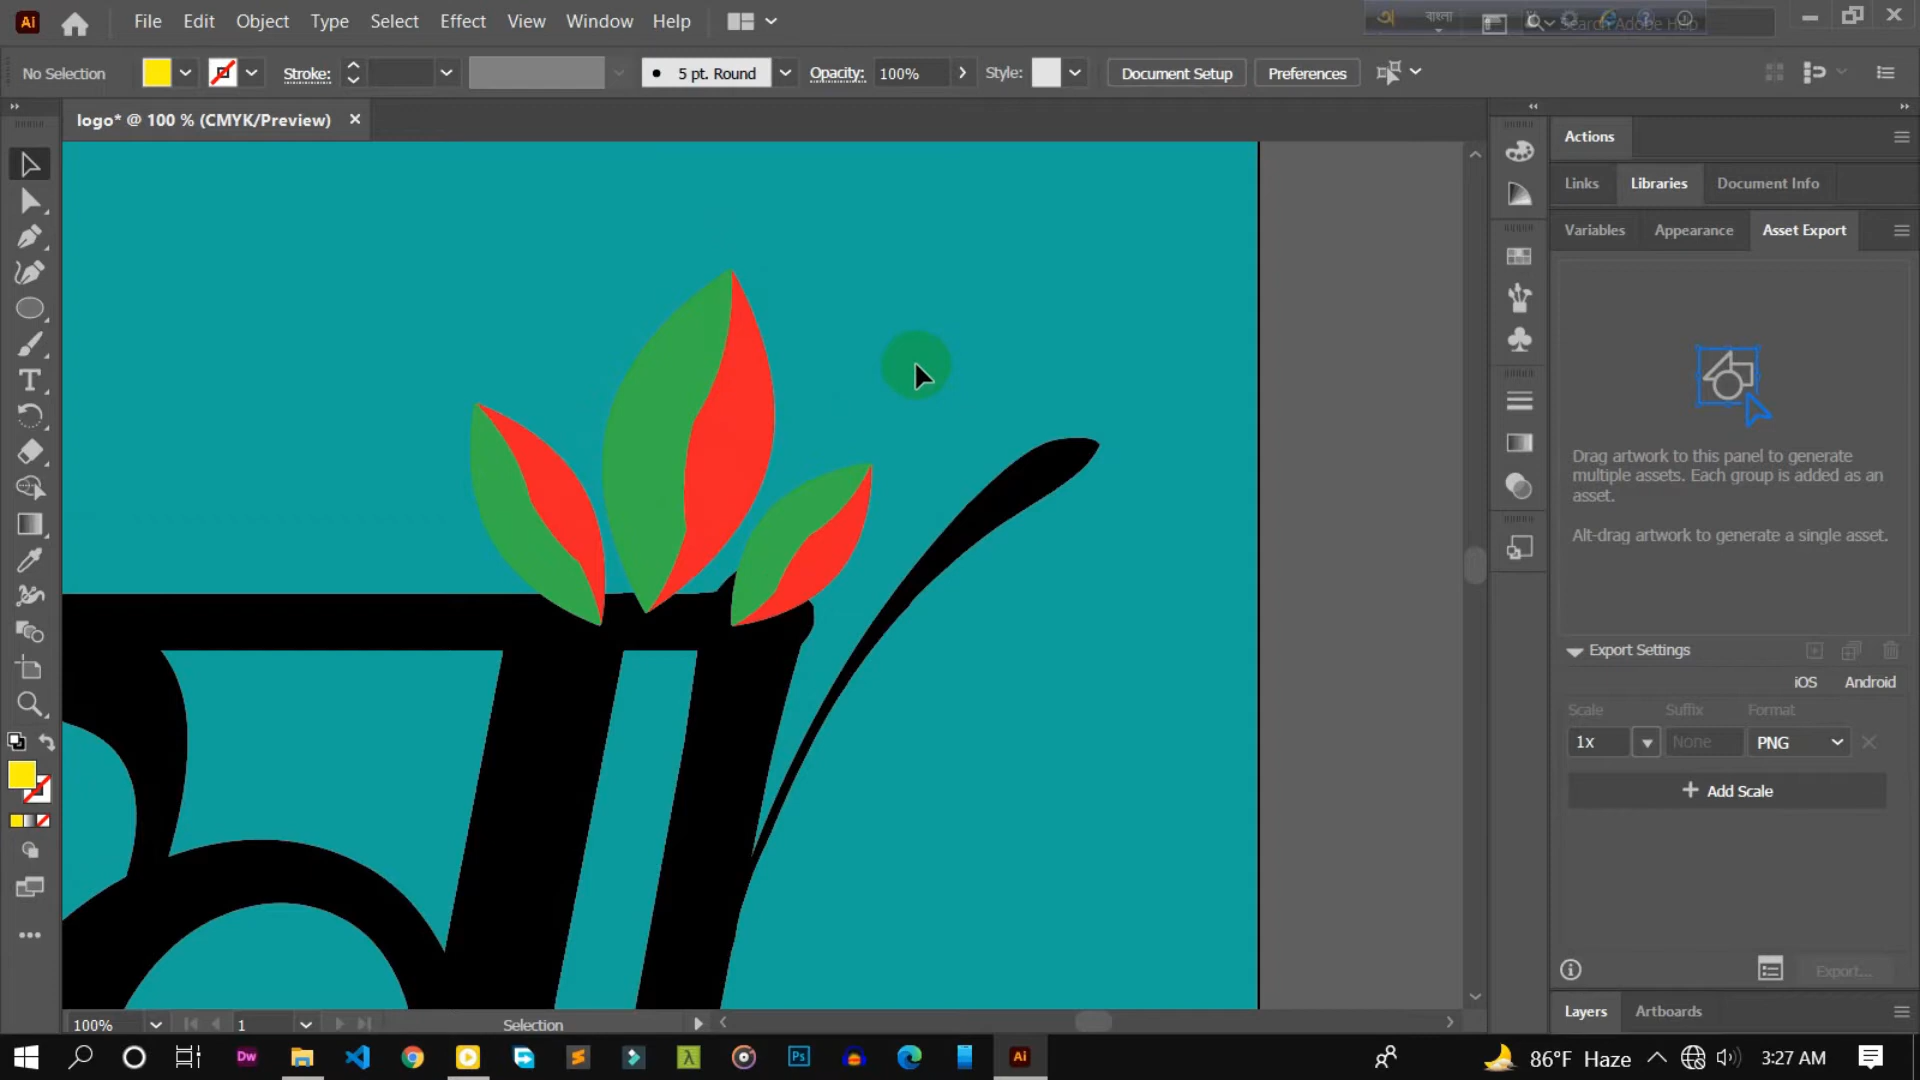 Ai File Edit Object Type Select Effect View Window Help বাংলা Search Adobe Help
No Selection Stroke: 5 pt. Round Opacity: 100% Style: Document Setup Preferences
logo* @ 100 % (CMYK/Preview)
Actions
Links Libraries Document Info
Variables Appearance Asset Export
Drag artwork to this panel to generate
multiple assets. Each group is added as an
asset.
Alt-drag artwork to generate a single asset.
Export Settings
iOS Android
Scale Suffix Format
1x None PNG
+ Add Scale
Export...
Layers Artboards
100% 1 Selection
Dw Ps Ai 86°F Haze 3:27 AM